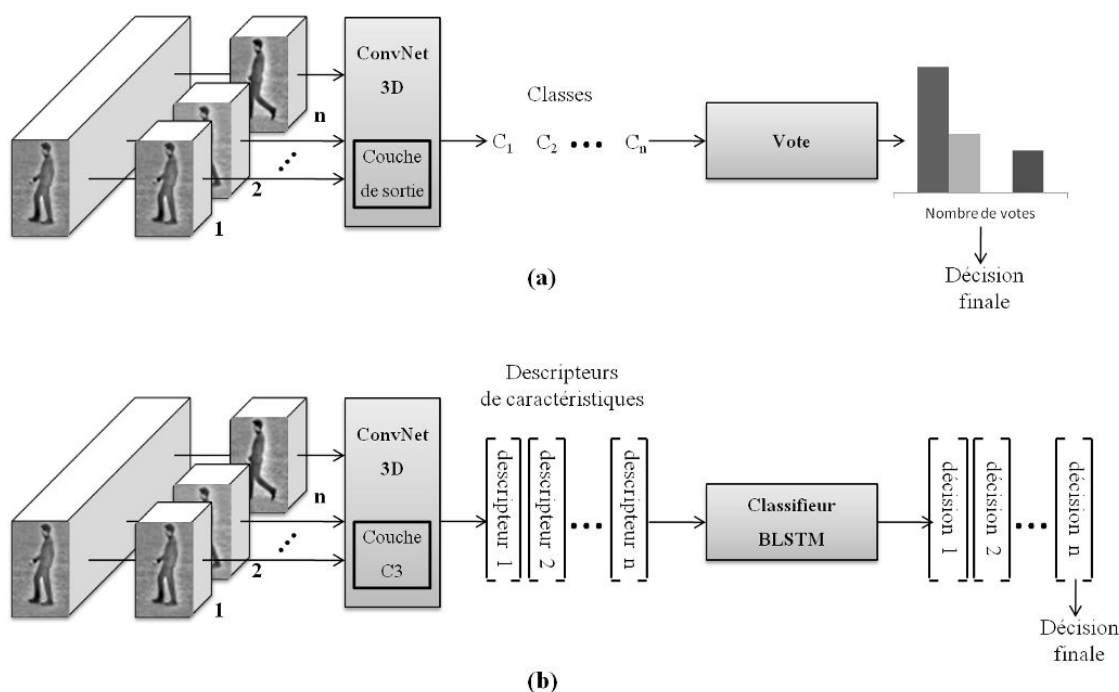 ConvNet
3D
Couche
de sortie
n
2
1
Classes
C1 C2 ••• Cn
Vote
Nombre de votes
Décision
finale
(a)
Descripteurs
de caractéristiques
ConvNet
3D
Couche
C3
n
2
1
descripteur 1
descripteur 2
•••
descripteur n
Classifieur
BLSTM
décision 1
décision 2
•••
décision n
Décision
finale
(b)